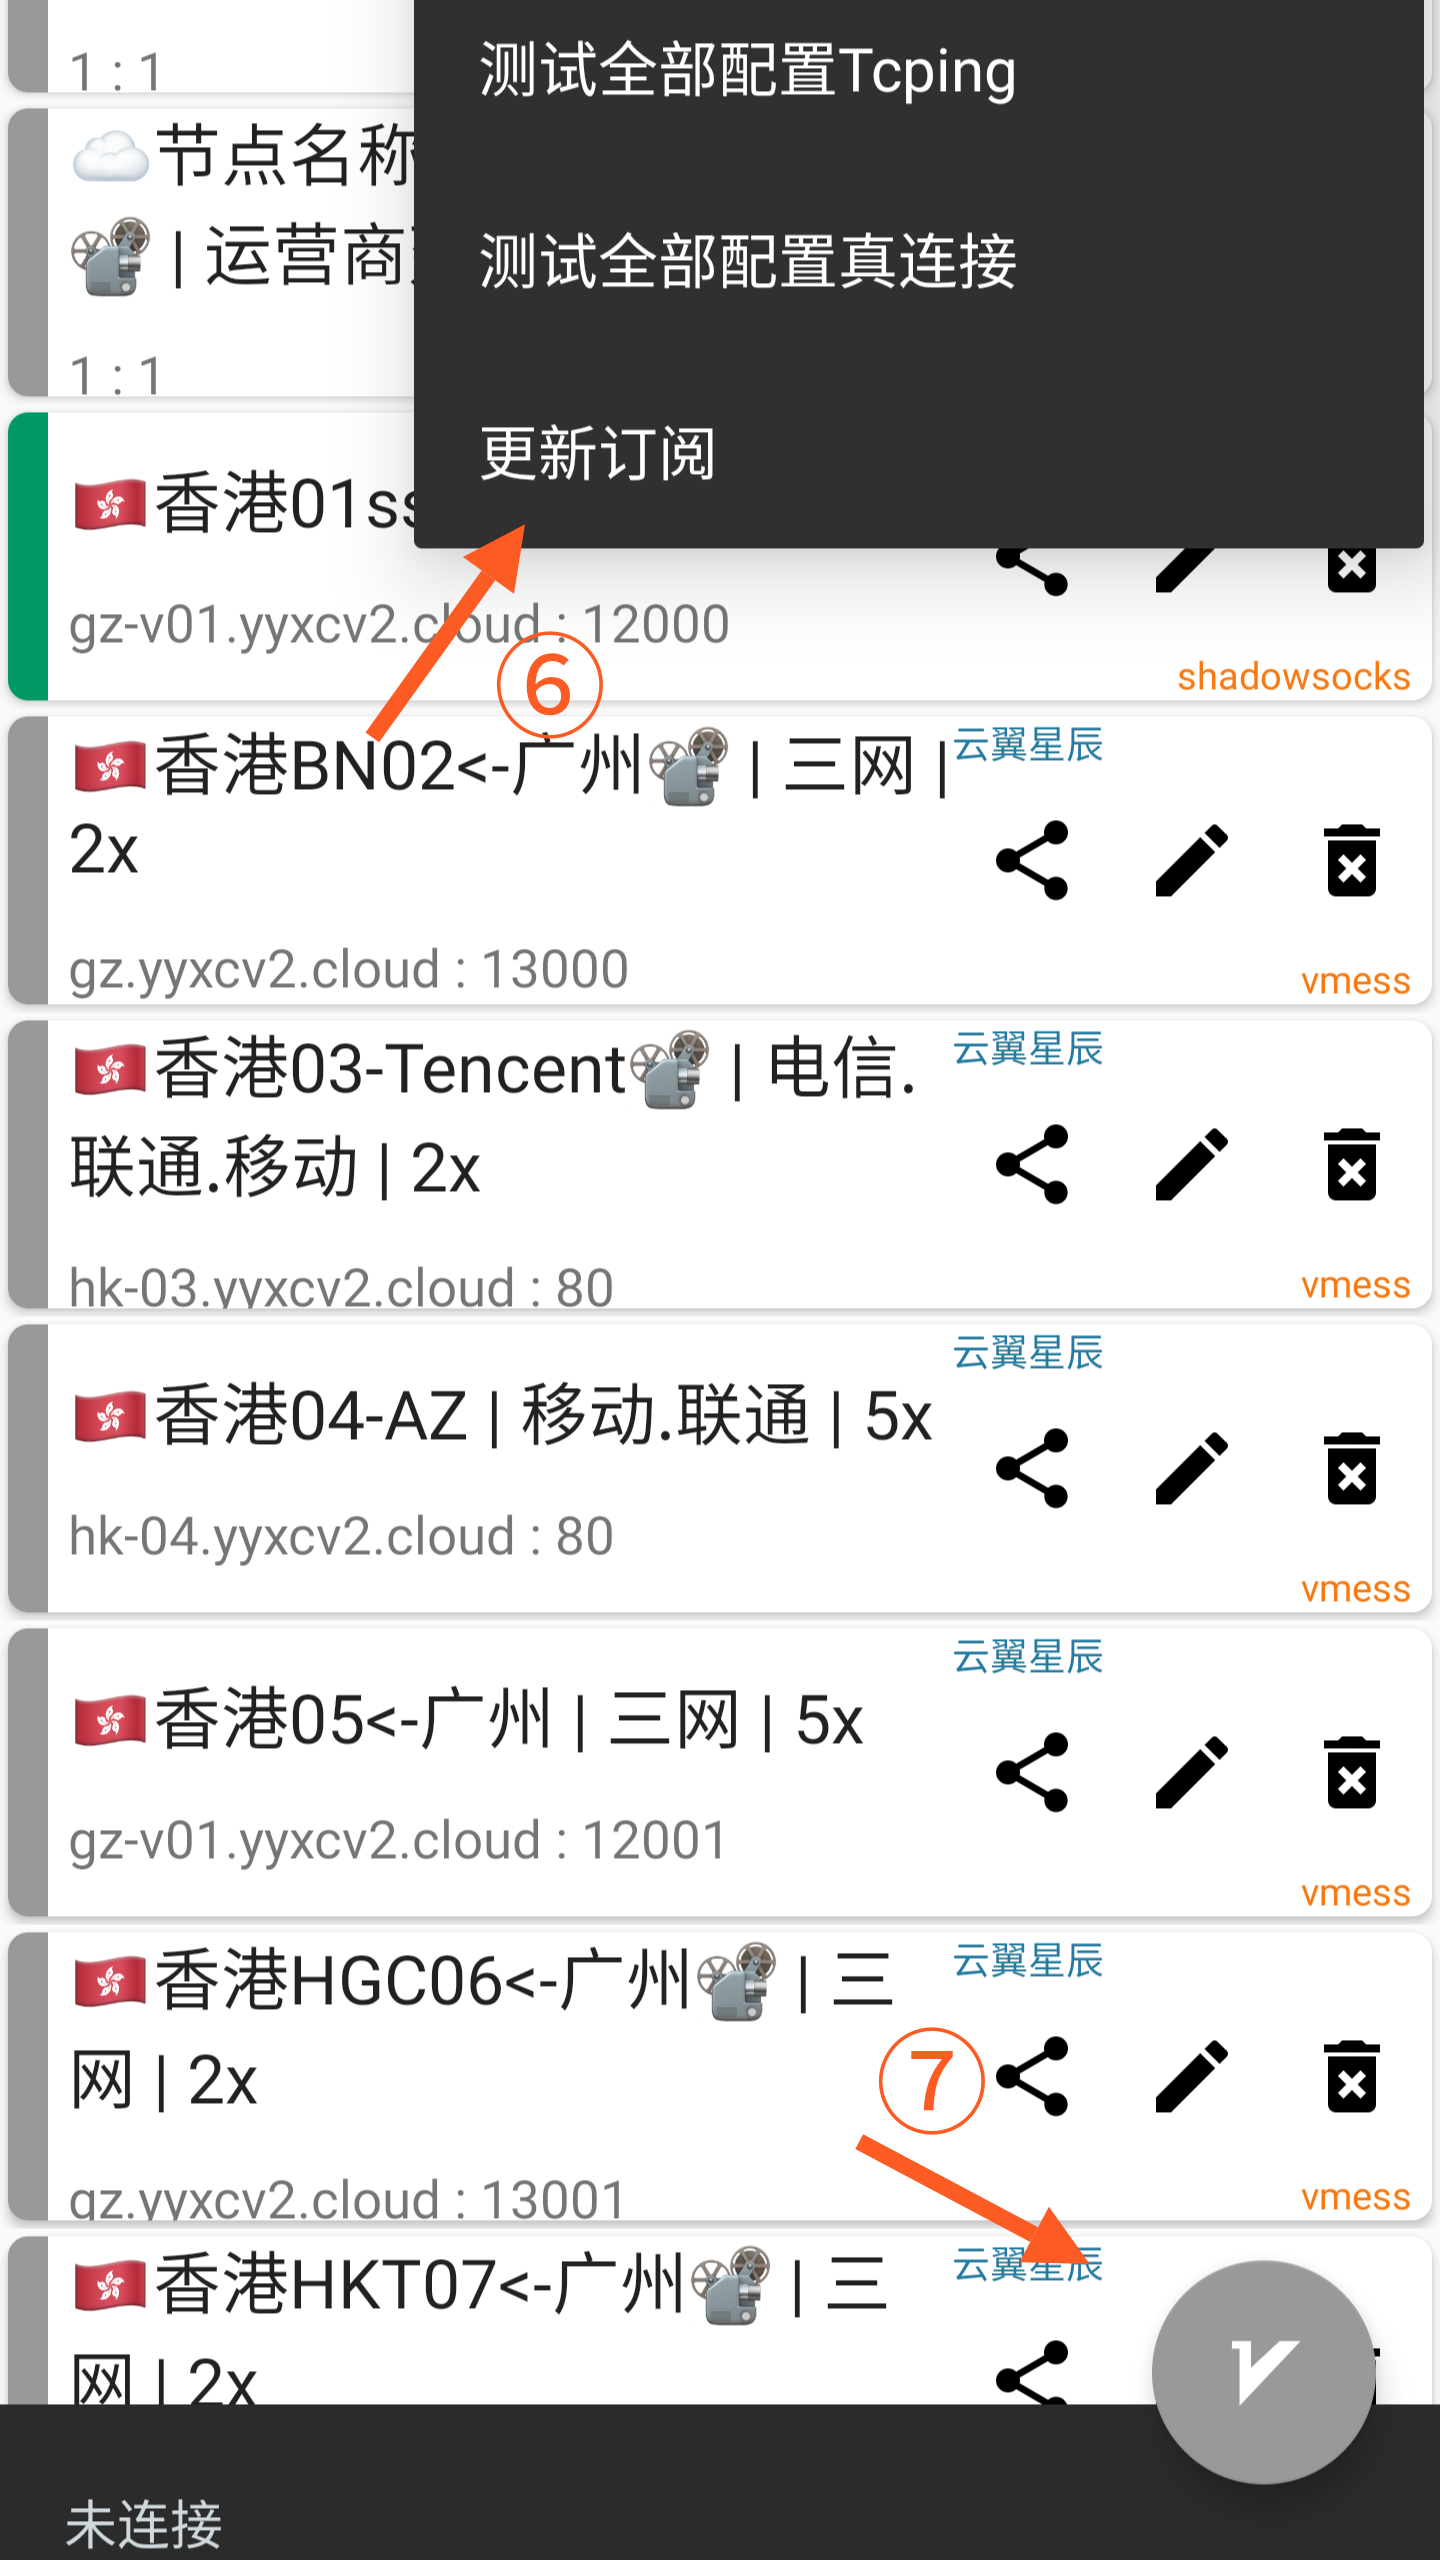 测试全部配置Tcping
1 : 1
☁️节点名称
测试全部配置真连接
📽️ | 运营商
1 : 1
更新订阅
🇭🇰香港01ss
gz-v01.yyxcv2.cloud : 12000
⑥
shadowsocks
🇭🇰香港BN02<-广州📽️ | 三网 |
2x
云翼星辰
gz.yyxcv2.cloud : 13000
vmess
🇭🇰香港03-Tencent📽️ | 电信.
联通.移动 | 2x
云翼星辰
hk-03.yyxcv2.cloud : 80
vmess
云翼星辰
🇭🇰香港04-AZ | 移动.联通 | 5x
hk-04.yyxcv2.cloud : 80
vmess
云翼星辰
🇭🇰香港05<-广州 | 三网 | 5x
gz-v01.yyxcv2.cloud : 12001
vmess
🇭🇰香港HGC06<-广州📽️ | 三
网 | 2x
云翼星辰
⑦
gz.yyxcv2.cloud : 13001
vmess
🇭🇰香港HKT07<-广州📽️ | 三
网 | 2x
云翼星辰
V
未连接